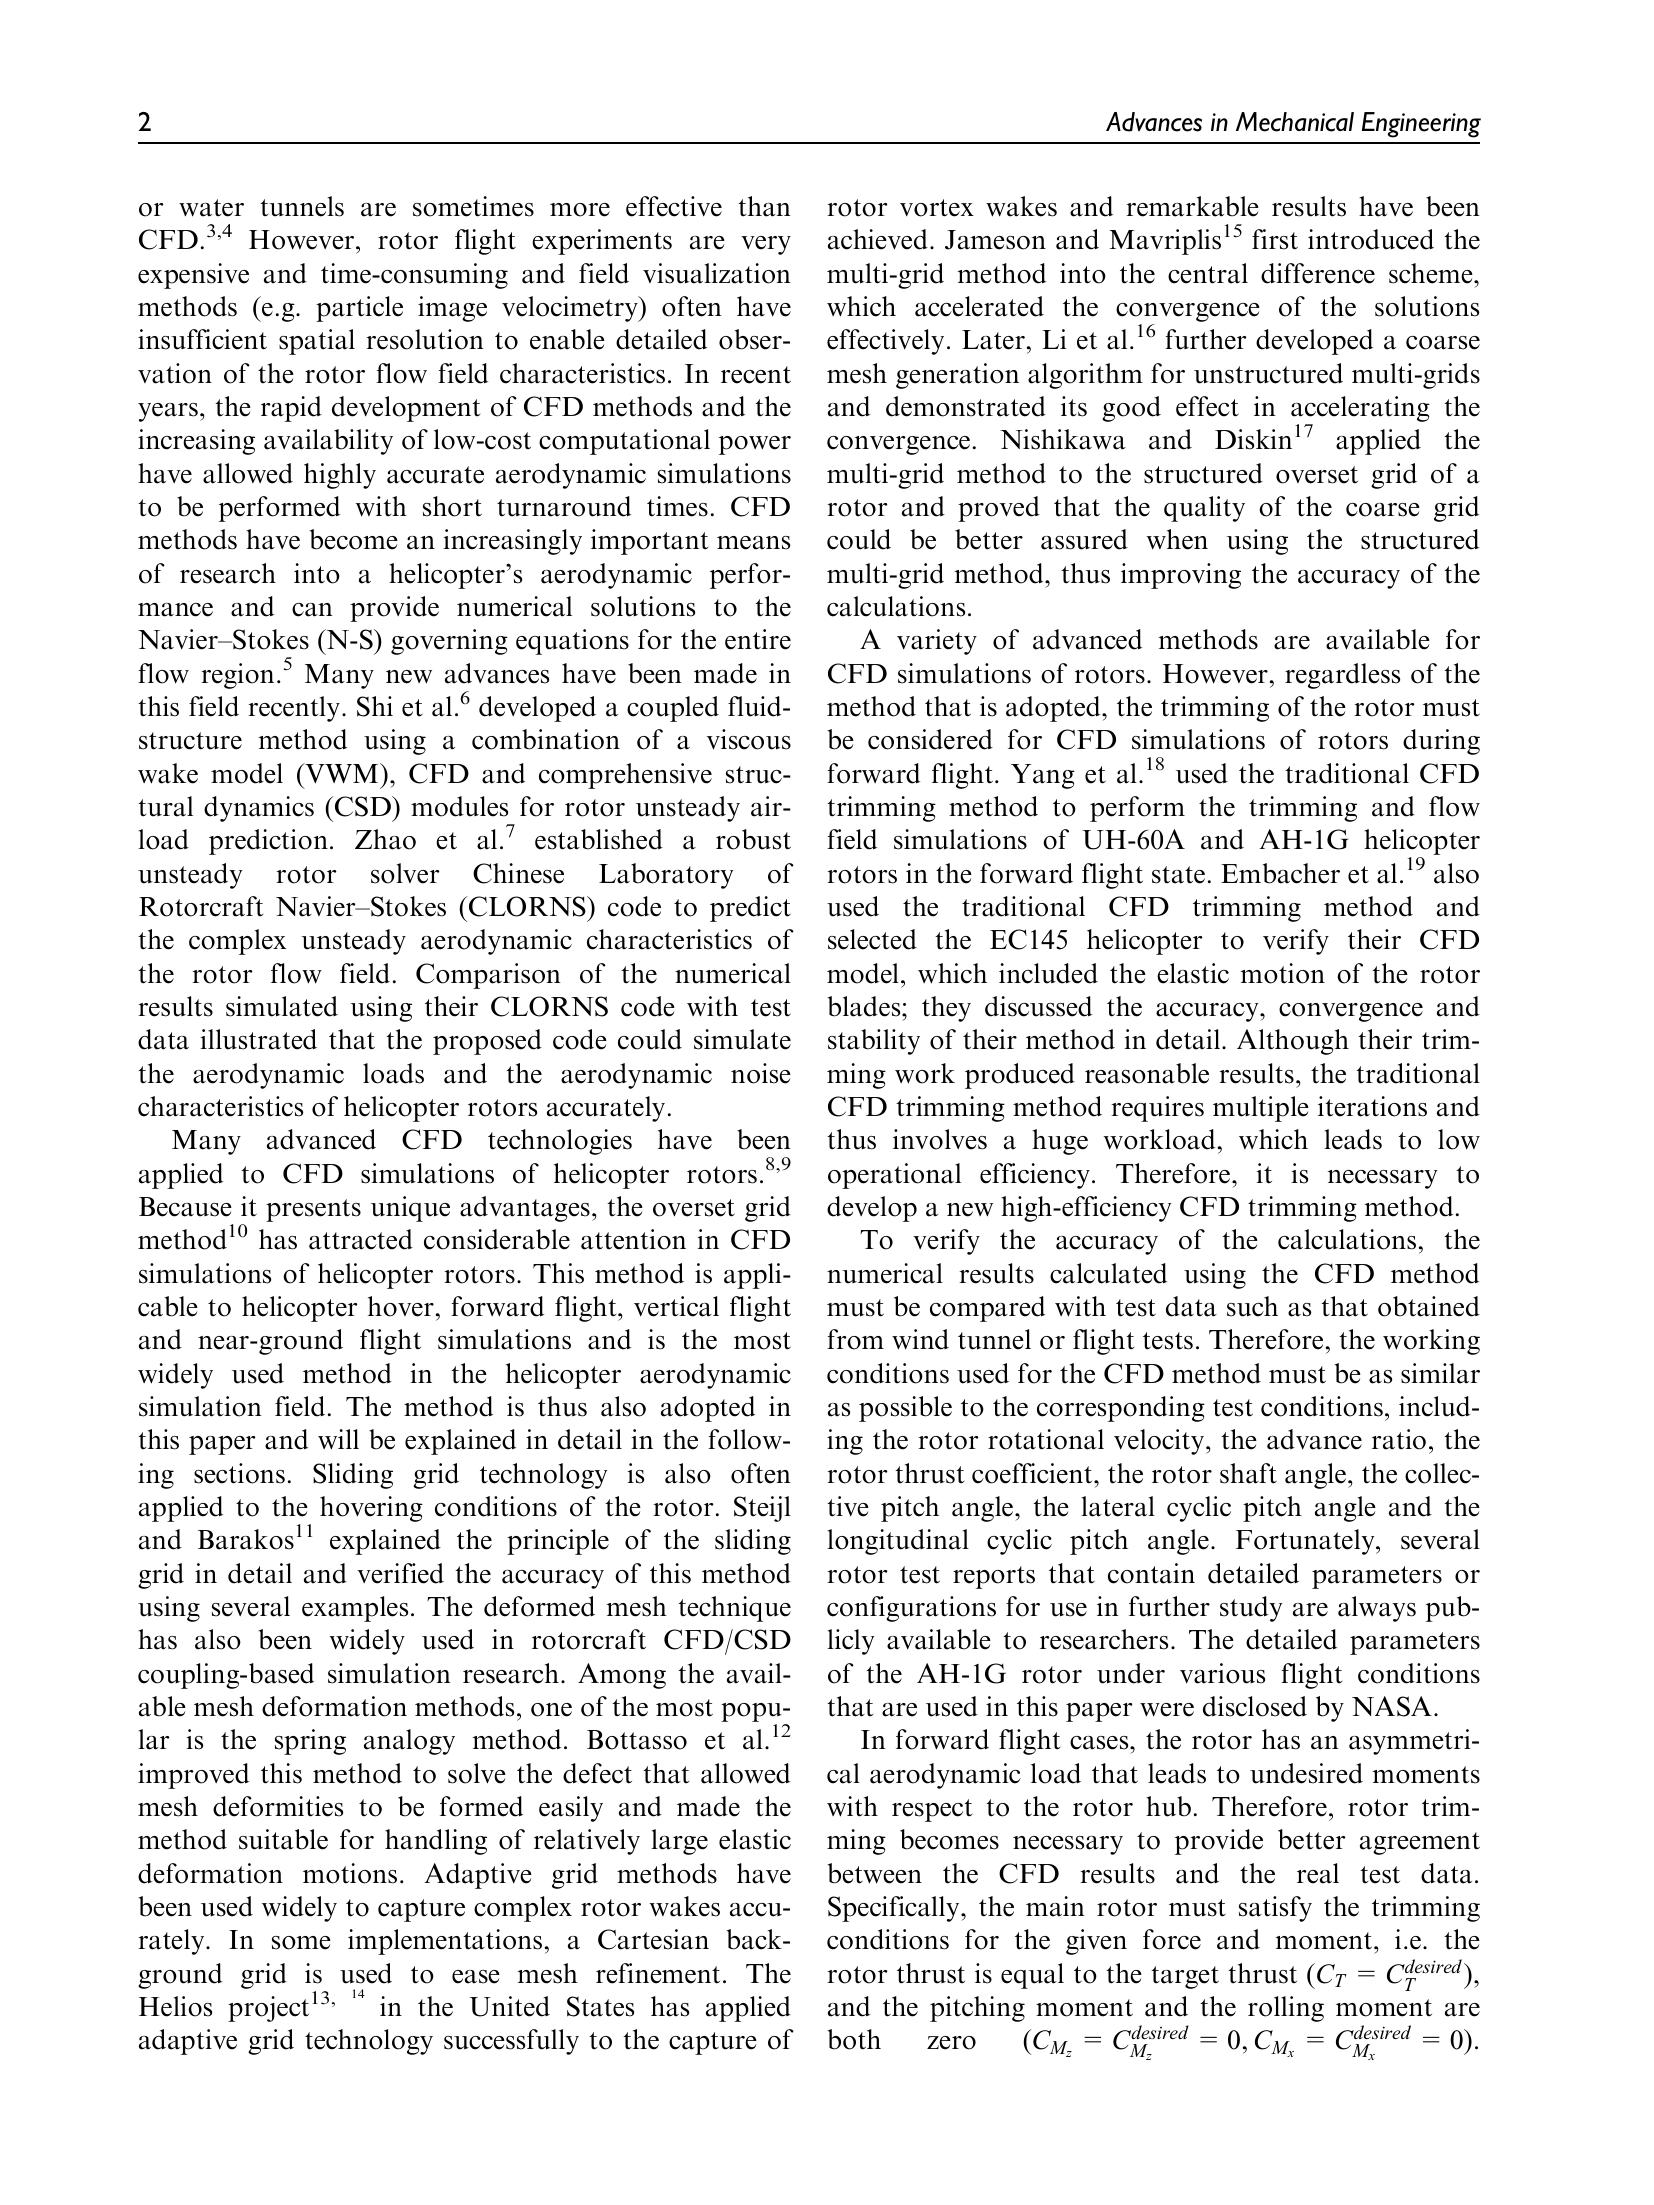 2
Advances in Mechanical Engineering
or water tunnels are sometimes more effective than
CFD.3,4 However, rotor flight experiments are very
expensive and time-consuming and field visualization
methods (e.g. particle image velocimetry) often have
insufficient spatial resolution to enable detailed obser-
vation of the rotor flow field characteristics. In recent
years, the rapid development of CFD methods and the
increasing availability of low-cost computational power
have allowed highly accurate aerodynamic simulations
to be performed with short turnaround times. CFD
methods have become an increasingly important means
of research into a helicopter’s aerodynamic perfor-
mance and can provide numerical solutions to the
Navier–Stokes (N-S) governing equations for the entire
flow region.5 Many new advances have been made in
this field recently. Shi et al.6 developed a coupled fluid-
structure method using a combination of a viscous
wake model (VWM), CFD and comprehensive struc-
tural dynamics (CSD) modules for rotor unsteady air-
load prediction. Zhao et al.7 established a robust
unsteady rotor solver Chinese Laboratory of
Rotorcraft Navier–Stokes (CLORNS) code to predict
the complex unsteady aerodynamic characteristics of
the rotor flow field. Comparison of the numerical
results simulated using their CLORNS code with test
data illustrated that the proposed code could simulate
the aerodynamic loads and the aerodynamic noise
characteristics of helicopter rotors accurately.
Many advanced CFD technologies have been
applied to CFD simulations of helicopter rotors.8,9
Because it presents unique advantages, the overset grid
method10 has attracted considerable attention in CFD
simulations of helicopter rotors. This method is appli-
cable to helicopter hover, forward flight, vertical flight
and near-ground flight simulations and is the most
widely used method in the helicopter aerodynamic
simulation field. The method is thus also adopted in
this paper and will be explained in detail in the follow-
ing sections. Sliding grid technology is also often
applied to the hovering conditions of the rotor. Steijl
and Barakos11 explained the principle of the sliding
grid in detail and verified the accuracy of this method
using several examples. The deformed mesh technique
has also been widely used in rotorcraft CFD/CSD
coupling-based simulation research. Among the avail-
able mesh deformation methods, one of the most popu-
lar is the spring analogy method. Bottasso et al.12
improved this method to solve the defect that allowed
mesh deformities to be formed easily and made the
method suitable for handling of relatively large elastic
deformation motions. Adaptive grid methods have
been used widely to capture complex rotor wakes accu-
rately. In some implementations, a Cartesian back-
ground grid is used to ease mesh refinement. The
Helios project13, 14 in the United States has applied
adaptive grid technology successfully to the capture of
rotor vortex wakes and remarkable results have been
achieved. Jameson and Mavriplis15 first introduced the
multi-grid method into the central difference scheme,
which accelerated the convergence of the solutions
effectively. Later, Li et al.16 further developed a coarse
mesh generation algorithm for unstructured multi-grids
and demonstrated its good effect in accelerating the
convergence. Nishikawa and Diskin17 applied the
multi-grid method to the structured overset grid of a
rotor and proved that the quality of the coarse grid
could be better assured when using the structured
multi-grid method, thus improving the accuracy of the
calculations.
A variety of advanced methods are available for
CFD simulations of rotors. However, regardless of the
method that is adopted, the trimming of the rotor must
be considered for CFD simulations of rotors during
forward flight. Yang et al.18 used the traditional CFD
trimming method to perform the trimming and flow
field simulations of UH-60A and AH-1G helicopter
rotors in the forward flight state. Embacher et al.19 also
used the traditional CFD trimming method and
selected the EC145 helicopter to verify their CFD
model, which included the elastic motion of the rotor
blades; they discussed the accuracy, convergence and
stability of their method in detail. Although their trim-
ming work produced reasonable results, the traditional
CFD trimming method requires multiple iterations and
thus involves a huge workload, which leads to low
operational efficiency. Therefore, it is necessary to
develop a new high-efficiency CFD trimming method.
To verify the accuracy of the calculations, the
numerical results calculated using the CFD method
must be compared with test data such as that obtained
from wind tunnel or flight tests. Therefore, the working
conditions used for the CFD method must be as similar
as possible to the corresponding test conditions, includ-
ing the rotor rotational velocity, the advance ratio, the
rotor thrust coefficient, the rotor shaft angle, the collec-
tive pitch angle, the lateral cyclic pitch angle and the
longitudinal cyclic pitch angle. Fortunately, several
rotor test reports that contain detailed parameters or
configurations for use in further study are always pub-
licly available to researchers. The detailed parameters
of the AH-1G rotor under various flight conditions
that are used in this paper were disclosed by NASA.
In forward flight cases, the rotor has an asymmetri-
cal aerodynamic load that leads to undesired moments
with respect to the rotor hub. Therefore, rotor trim-
ming becomes necessary to provide better agreement
between the CFD results and the real test data.
Specifically, the main rotor must satisfy the trimming
conditions for the given force and moment, i.e. the
rotor thrust is equal to the target thrust (C_T = C_T^desired),
and the pitching moment and the rolling moment are
both zero (C_{M_z} = C_{M_z}^desired = 0, C_{M_x} = C_{M_x}^desired = 0).